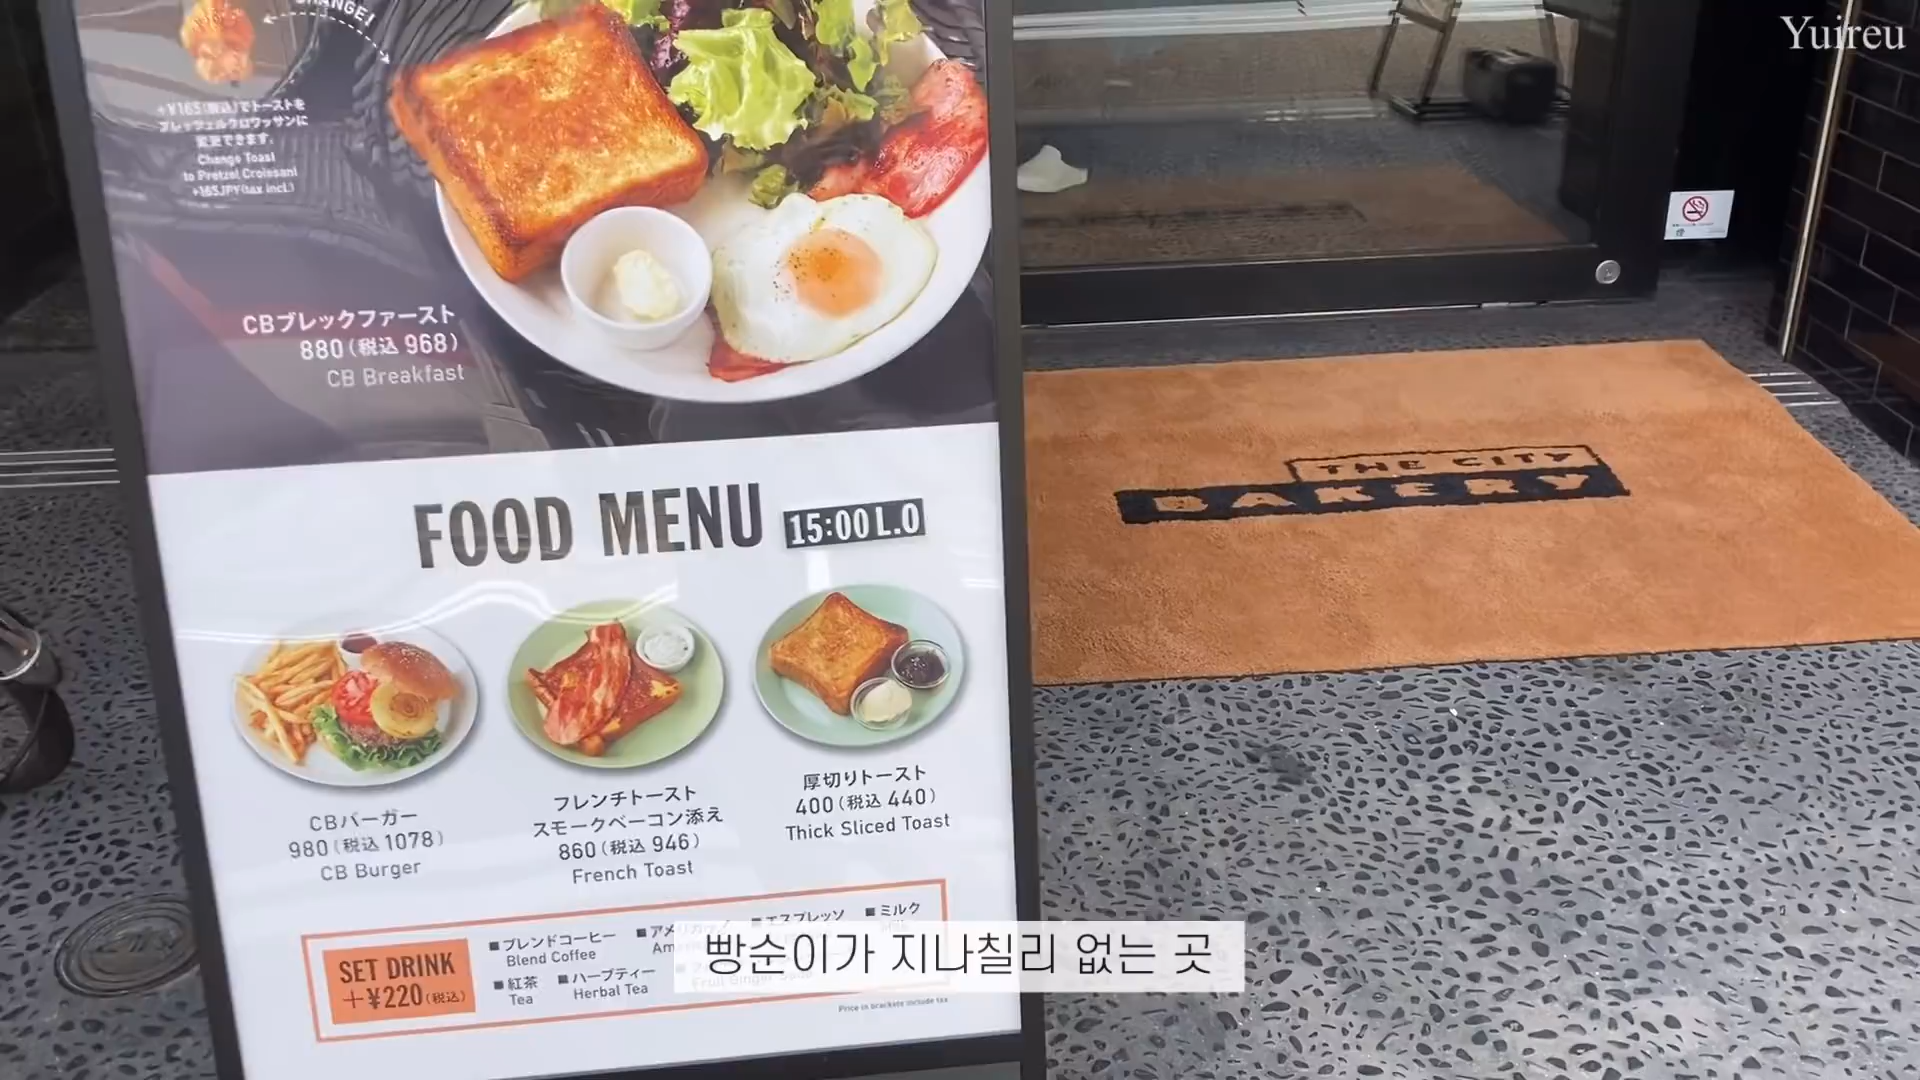 Yuireu
CHANGE!
+¥165(税込)でトーストを
プレッツェルクロワッサンに
変更できます。
Change Toast
to Pretzel Croissant
+165JPY(tax incl.)
CBブレックファースト
880(税込 968)
CB Breakfast
THE CITY
BAKERY
FOOD MENU 15:00 L.O
CBバーガー
980(税込 1078)
CB Burger
フレンチトースト
スモークベーコン添え
860(税込 946)
French Toast
厚切りトースト
400(税込 440)
Thick Sliced Toast
SET DRINK
+¥220(税込)
■ブレンドコーヒー
Blend Coffee
■エスプレッソ
■ミルク
■紅茶
Tea
■ハーブティー
Herbal Tea
Price in brackets include tax
빵순이가 지나칠리 없는 곳